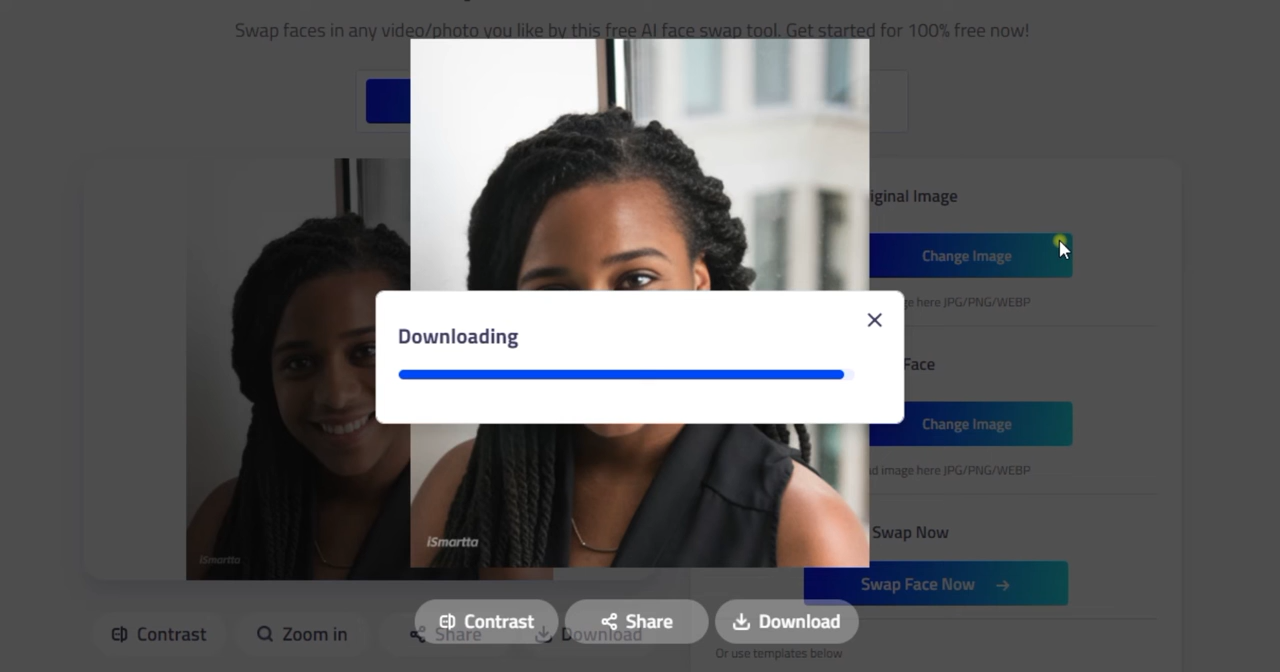 Swap faces in any video/photo you like by this free AI face swap tool. Get started for 100% free now!
iginal Image
Change Image
ge here JPG/PNG/WEBP
Downloading
Face
Change Image
d image here JPG/PNG/WEBP
Swap Now
iSmartta
iSmartta
Swap Face Now
Contrast
Share
Download
Contrast
Zoom in
Share
Download
Or use templates below